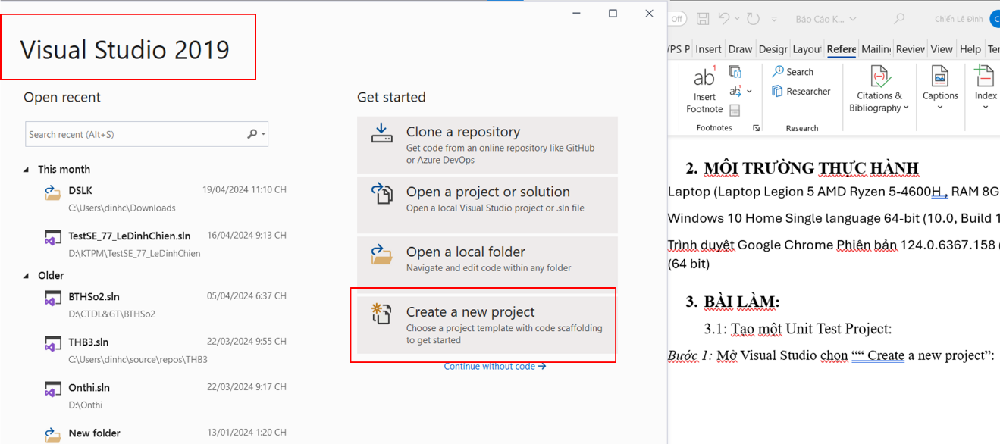 Visual Studio 2019
Open recent
Search recent (Alt+S)
This month
DSLK
19/04/2024 11:10 CH
C:\Users\dinhc\Downloads
TestSE_77_LeDinhChien.sln
16/04/2024 9:13 CH
D:\KTPM\TestSE_77_LeDinhChien
Older
BTHSo2.sln
05/04/2024 6:37 CH
D:\CTDL&GT\BTHSo2
THB3.sln
22/03/2024 9:55 CH
C:\Users\dinhc\source\repos\THB3
Onthi.sln
22/03/2024 9:17 CH
D:\Onthi
New folder
13/01/2024 1:20 CH
Get started
Clone a repository
Get code from an online repository like GitHub
or Azure DevOps
Open a project or solution
Open a local Visual Studio project or .sln file
Open a local folder
Navigate and edit code within any folder
Create a new project
Choose a project template with code scaffolding
to get started
Continue without code →
Off
Báo Cáo K...
Chiến Lê Đình
C
/PS P Insert Draw Design Layou Refere Mailin Review View Help Ter
ab1
Insert
Footnote
Footnotes
Search
Researcher
Research
Citations &
Bibliography
Captions
Index
2. MÔI TRƯỜNG THỰC HÀNH
Laptop (Laptop Legion 5 AMD Ryzen 5-4600H , RAM 8G
Windows 10 Home Single language 64-bit (10.0, Build 1
Trình duyệt Google Chrome Phiên bản 124.0.6367.158 (
(64 bit)
3. BÀI LÀM:
3.1: Tạo một Unit Test Project:
Bước 1: Mở Visual Studio chọn ““ Create a new project”: